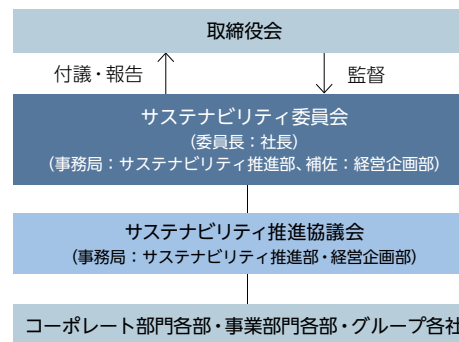 取締役会
付議・報告
監督
サステナビリティ委員会
(委員長：社長)
(事務局：サステナビリティ推進部、補佐：経営企画部)
サステナビリティ推進協議会
(事務局：サステナビリティ推進部・経営企画部)
コーポレート部門各部・事業部門各部・グループ各社